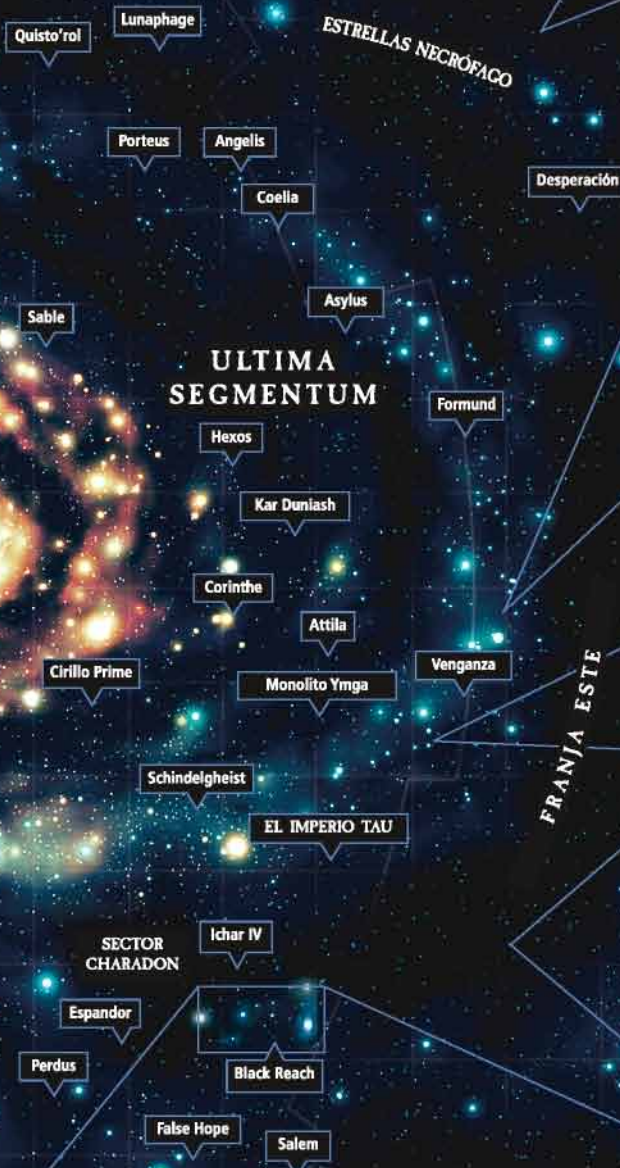 Lunaphage
Quisto'rol
ESTRELLAS NECRÓFAGO
Porteus
Angelis
Desperación
Coelia
Asylus
Sable
ULTIMA
SEGMENTUM
Formund
Hexos
Kar Duniash
Corinthe
Attila
Venganza
Cirillo Prime
Monolito Ymga
FRANJA ESTE
Schindelgheist
EL IMPERIO TAU
Ichar IV
SECTOR
CHARADON
Espandor
Perdus
Black Reach
False Hope
Salem